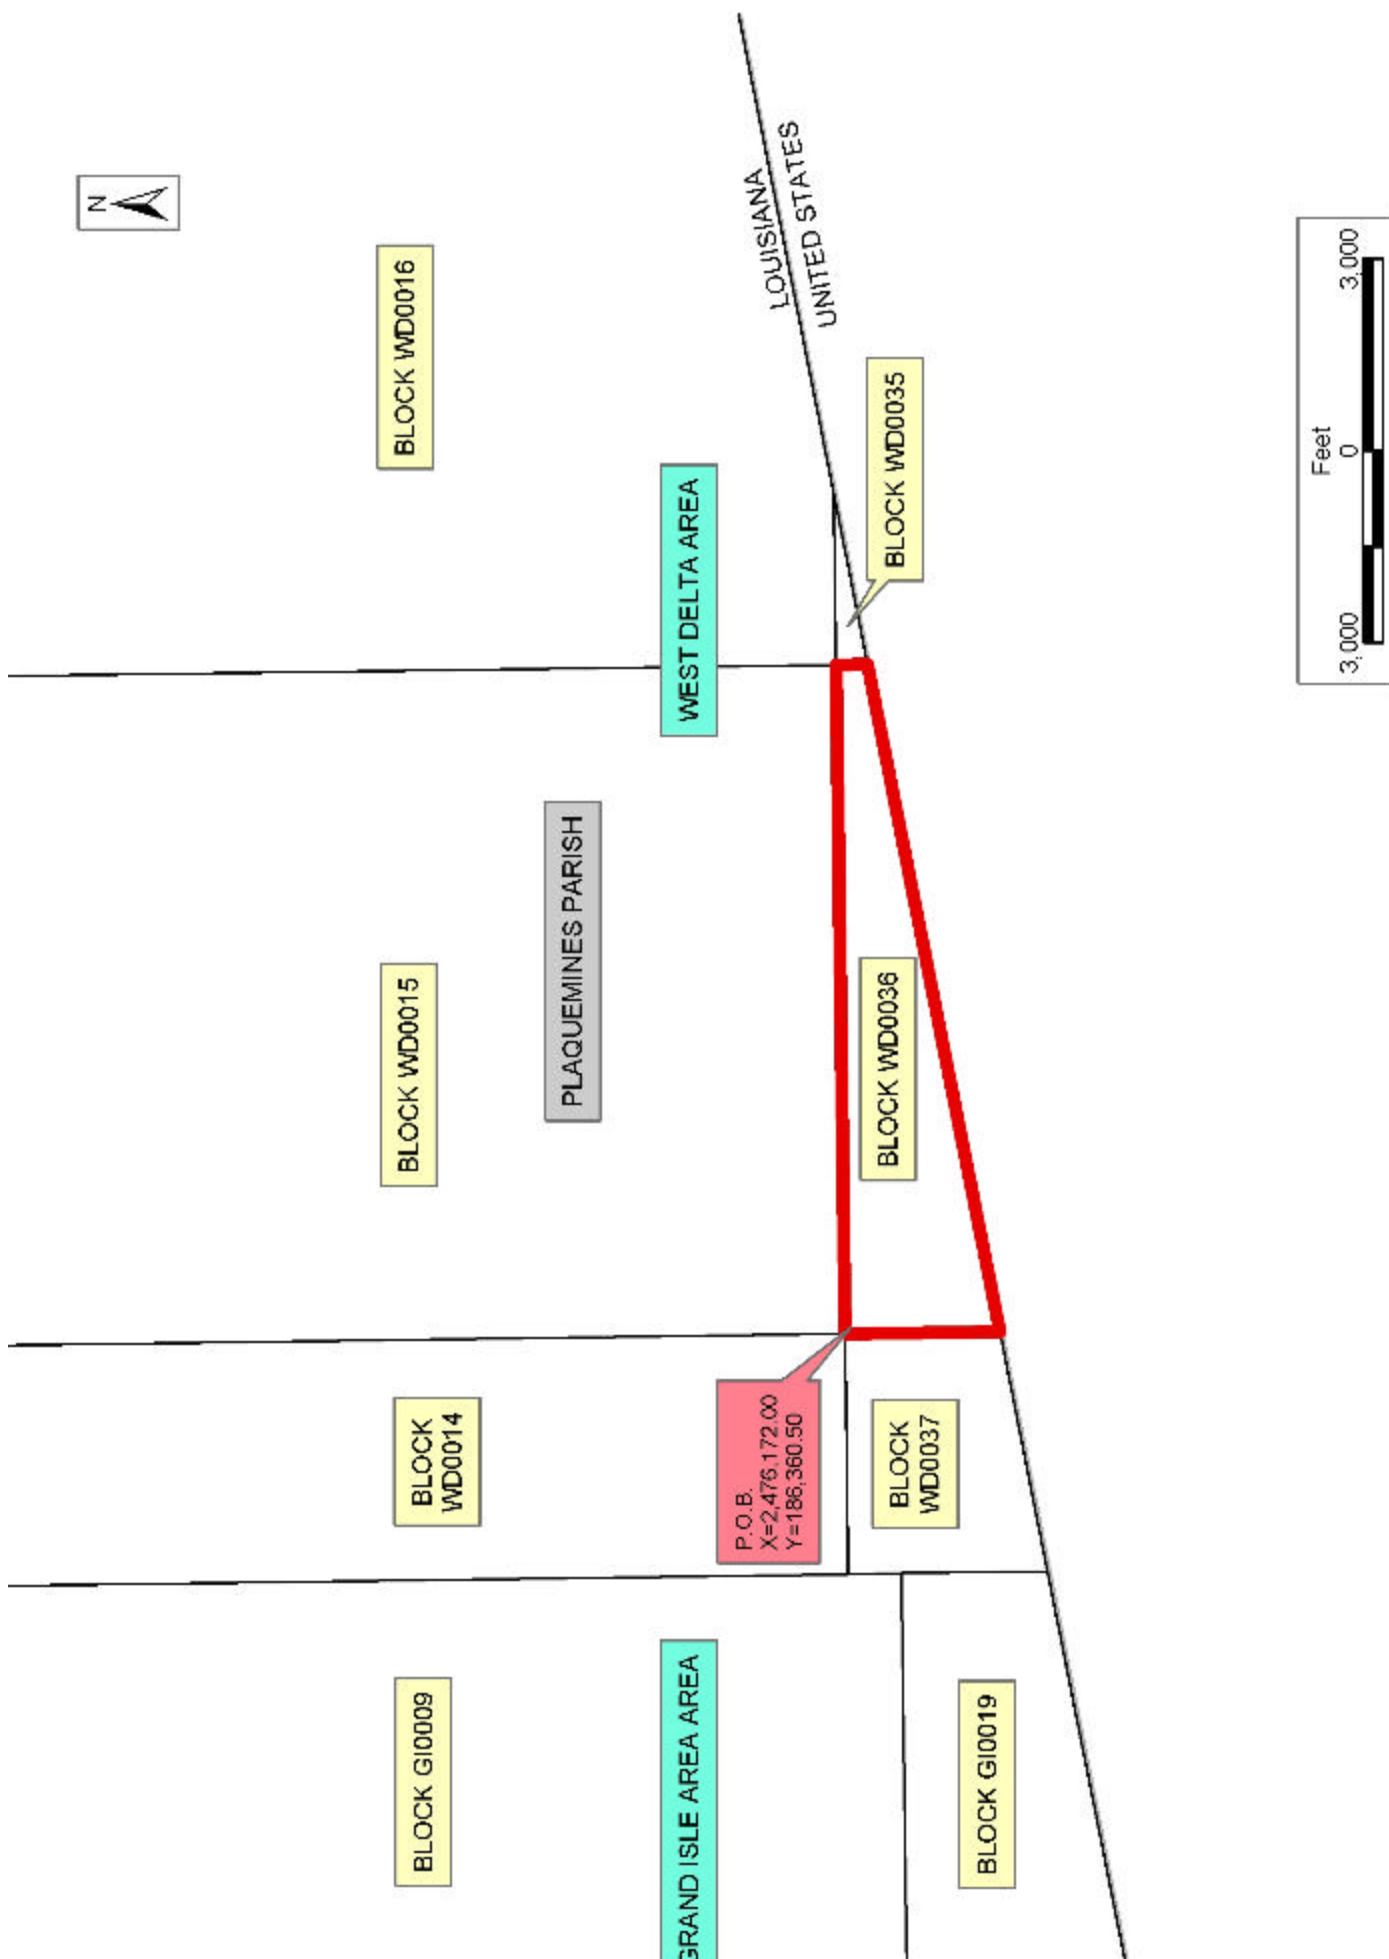 N
BLOCK GI0009
BLOCK
WD0014
BLOCK WD0015
BLOCK WD0016
PLAQUEMINES PARISH
GRAND ISLE AREA AREA
WEST DELTA AREA
P.O.B.
X=2,476,172.00
Y=186,360.50
LOUISIANA
UNITED STATES
BLOCK
WD0037
BLOCK WD0036
BLOCK WD0035
BLOCK GI0019
Feet
3,000 0 3,000